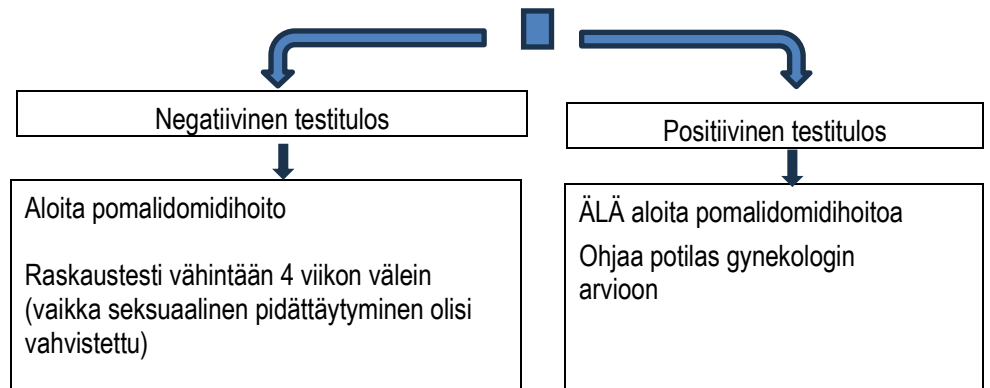 Negatiivinen testitulos
Positiivinen testitulos
Aloita pomalidomidihoito
Raskaustesti vähintään 4 viikon välein
(vaikka seksuaalinen pidättäytyminen olisi
vahvistettu)
ÄLÄ aloita pomalidomidihoitoa
Ohjaa potilas gynekologin
arvioon